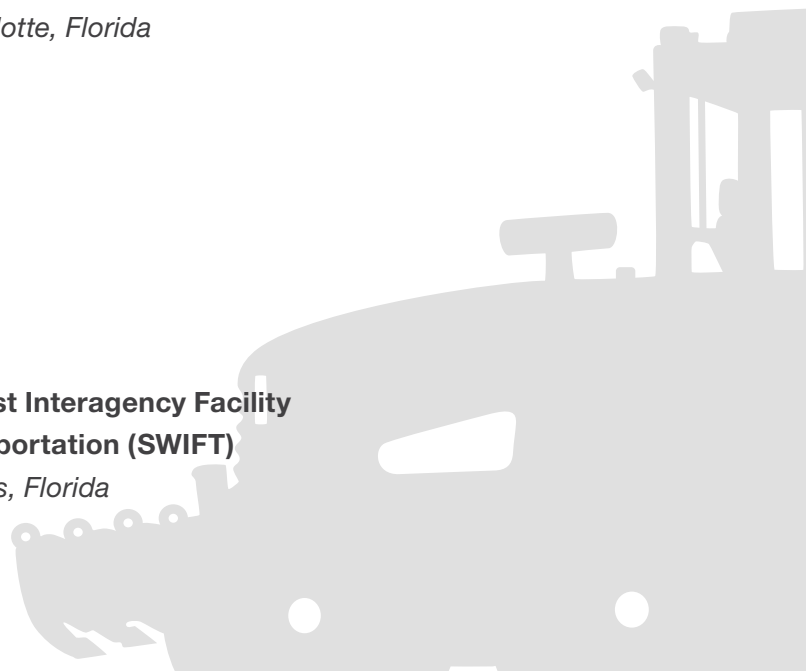 lotte, Florida
st Interagency Facility
portation (SWIFT)
s, Florida